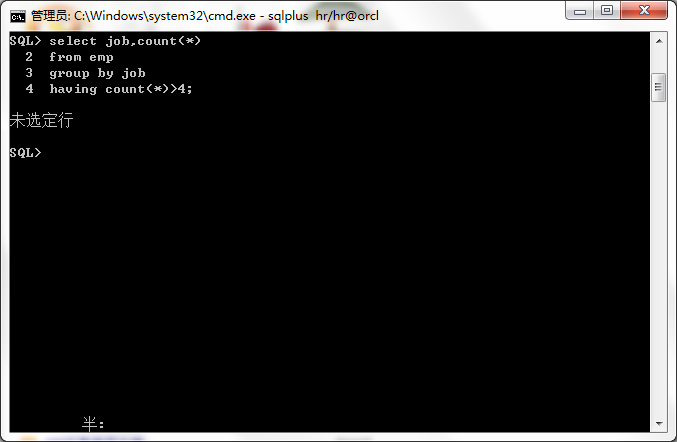 管理员: C:\Windows\system32\cmd.exe - sqlplus  hr/hr@orcl
SQL> select job,count(*)
  2  from emp
  3  group by job
  4  having count(*)>4;
未选定行
SQL>
半: